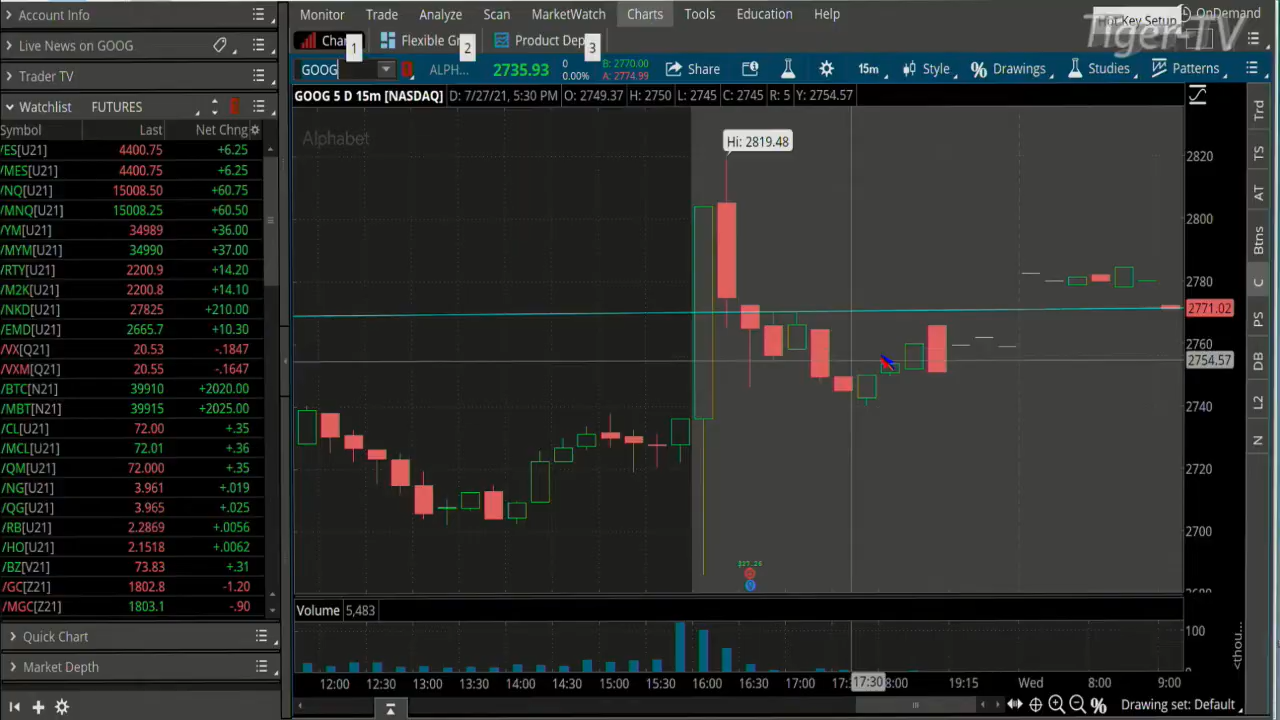 Account Info
Live News on GOOG
Trader TV
Watchlist FUTURES
Symbol Last Net Chng
/ES[U21] 4400.75 +6.25
/MES[U21] 4400.75 +6.25
/NQ[U21] 15008.50 +60.75
/MNQ[U21] 15008.25 +60.50
/YM[U21] 34989 +36.00
/MYM[U21] 34990 +37.00
/RTY[U21] 2200.9 +14.20
/M2K[U21] 2200.8 +14.10
/NKD[U21] 27825 +210.00
/EMD[U21] 2665.7 +10.30
/VX[Q21] 20.53 -.1847
/VXM[Q21] 20.55 -.1647
/BTC[N21] 39910 +2020.00
/MBT[N21] 39915 +2025.00
/CL[U21] 72.00 +.35
/MCL[U21] 72.01 +.36
/QM[U21] 72.000 +.35
/NG[U21] 3.961 +.019
/QG[U21] 3.965 +.025
/RB[U21] 2.2869 +.0056
/HO[U21] 2.1518 +.0062
/BZ[V21] 73.83 +.31
/GC[Z21] 1802.8 -1.20
/MGC[Z21] 1803.1 -.90
Quick Chart
Market Depth
Monitor Trade Analyze Scan MarketWatch Charts Tools Education Help
Hot Key Setup OnDemand
Tiger-TV
Char 1 Flexible Gr 2 Product Dep 3
GOOG ALPH... 2735.93 0 0.00% B: 2770.00 A: 2774.99 Share 15m Style Drawings Studies Patterns
GOOG 5 D 15m [NASDAQ] D: 7/27/21, 5:30 PM O: 2749.37 H: 2750 L: 2745 C: 2745 R: 5 Y: 2754.57
Alphabet
Hi: 2819.48
2820
2800
2780
2771.02
2760
2754.57
2740
2720
2700
2680
Volume 5,483
100
0
<thou...
12:00 12:30 13:00 13:30 14:00 14:30 15:00 15:30 16:00 16:30 17:00 17:30 8:00 19:15 Wed 8:00 9:00
Drawing set: Default
Trd
TS
AT
Btns
C
PS
DB
L2
N